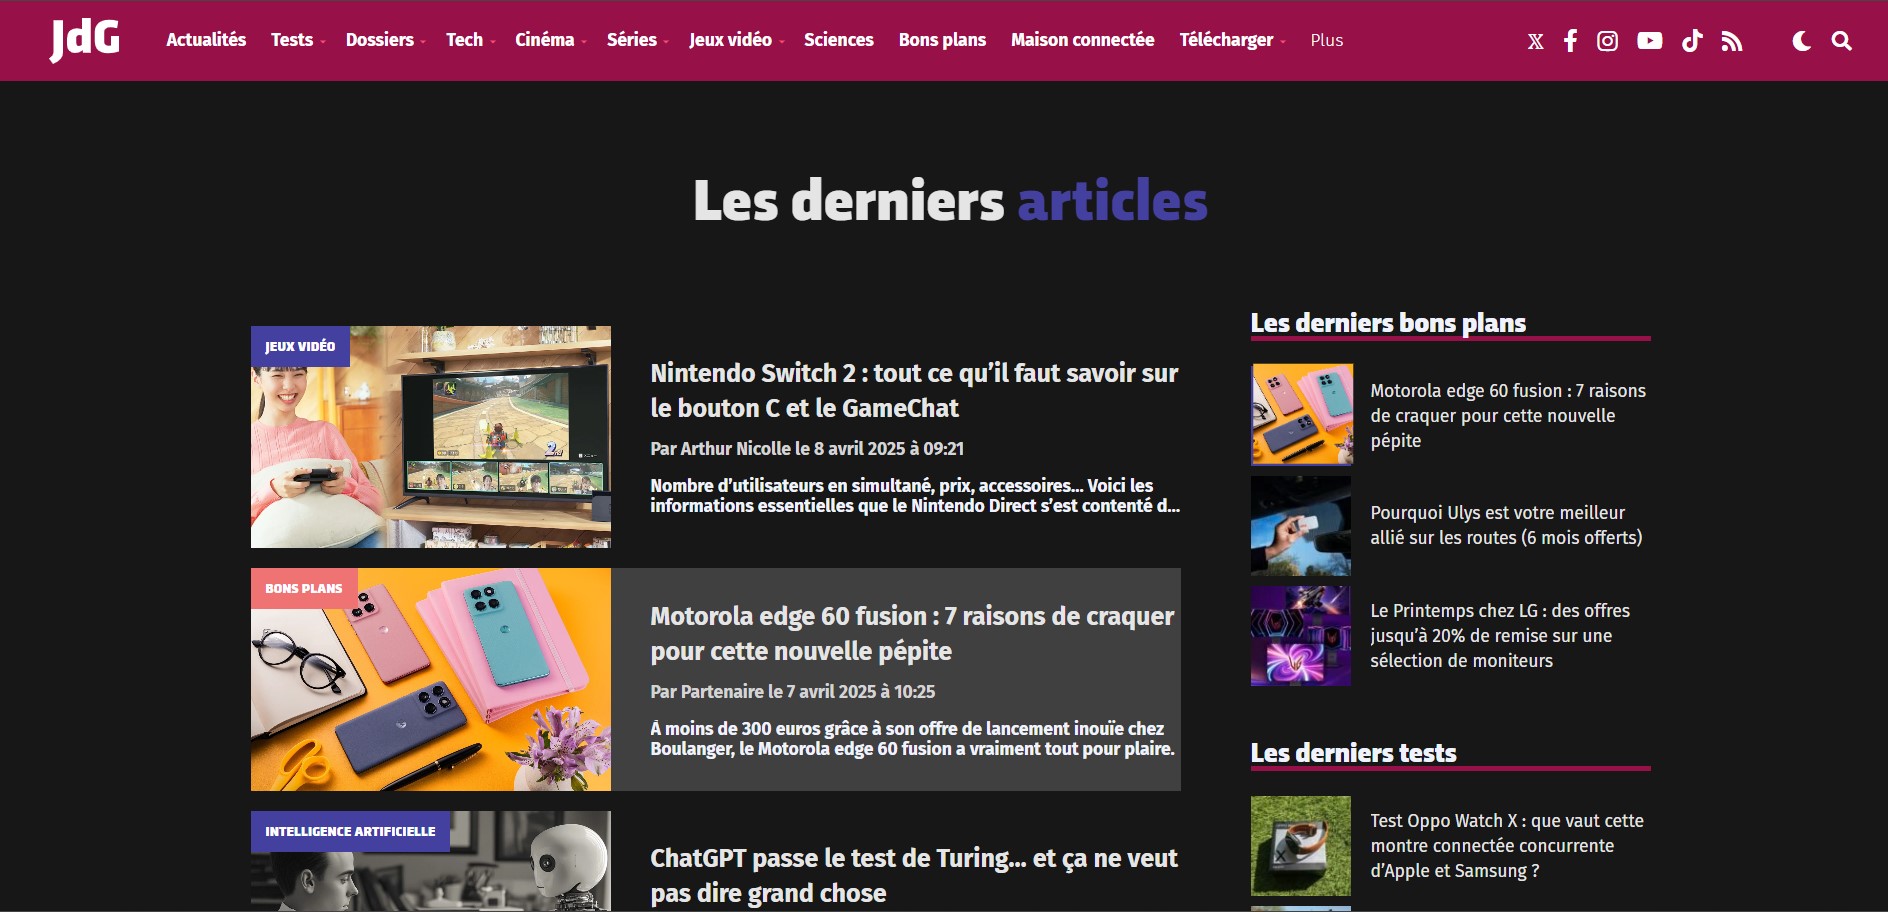 JdG
Actualités Tests Dossiers Tech Cinéma Séries Jeux vidéo Sciences Bons plans Maison connectée Télécharger Plus
Les derniers articles
JEUX VIDÉO
2nd
Nintendo Switch 2 : tout ce qu’il faut savoir sur
le bouton C et le GameChat
Par Arthur Nicolle le 8 avril 2025 à 09:21
Nombre d’utilisateurs en simultané, prix, accessoires... Voici les
informations essentielles que le Nintendo Direct s’est contenté d...
BONS PLANS
Motorola edge 60 fusion : 7 raisons de craquer
pour cette nouvelle pépite
Par Partenaire le 7 avril 2025 à 10:25
À moins de 300 euros grâce à son offre de lancement inouïe chez
Boulanger, le Motorola edge 60 fusion a vraiment tout pour plaire.
INTELLIGENCE ARTIFICIELLE
ChatGPT passe le test de Turing... et ça ne veut
pas dire grand chose
Les derniers bons plans
Motorola edge 60 fusion : 7 raisons
de craquer pour cette nouvelle
pépite
Pourquoi Ulys est votre meilleur
allié sur les routes (6 mois offerts)
Le Printemps chez LG : des offres
jusqu’à 20% de remise sur une
sélection de moniteurs
Les derniers tests
Test Oppo Watch X : que vaut cette
montre connectée concurrente
d’Apple et Samsung ?